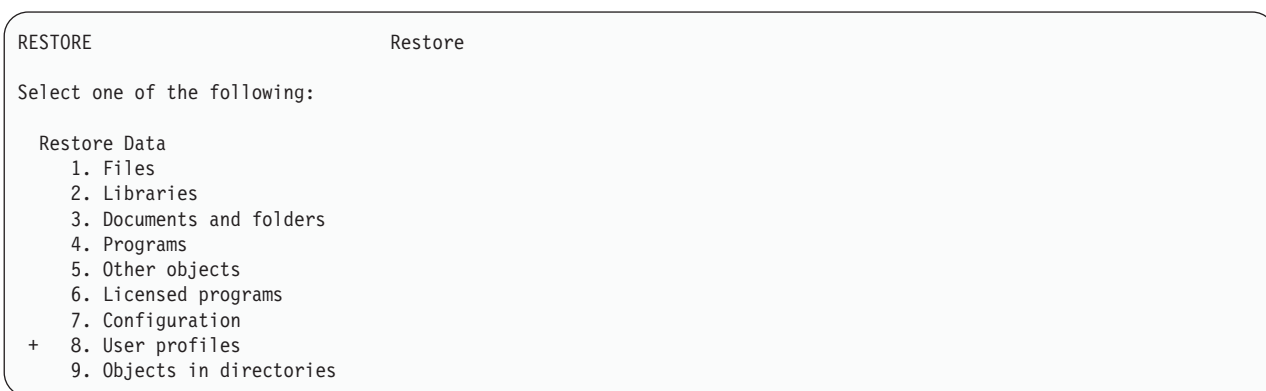 RESTORE Restore
Select one of the following:
Restore Data
1. Files
2. Libraries
3. Documents and folders
4. Programs
5. Other objects
6. Licensed programs
7. Configuration
+ 8. User profiles
9. Objects in directories